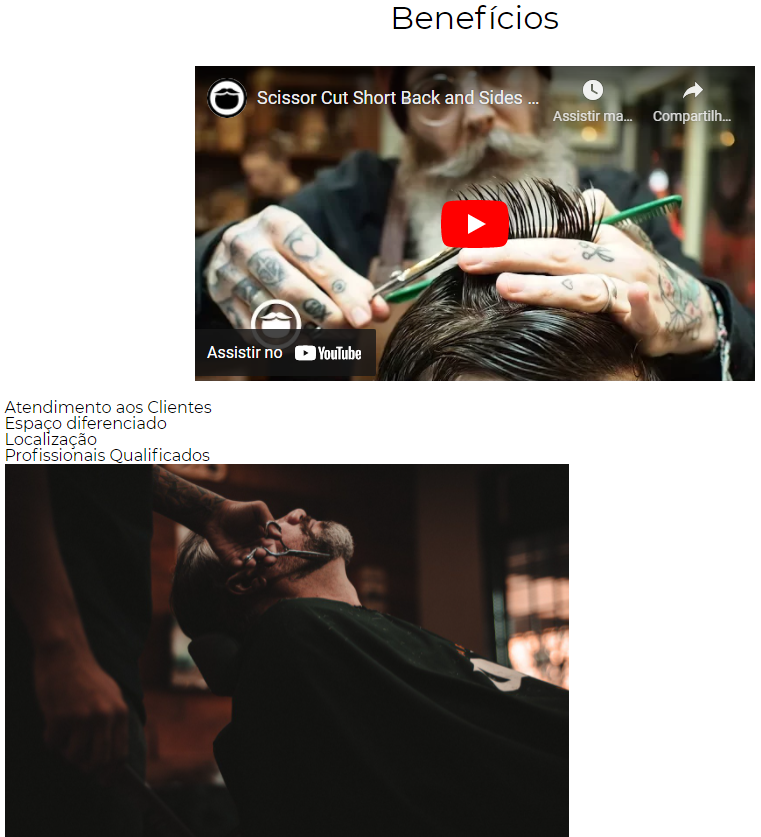 Benefícios
Scissor Cut Short Back and Sides ...
Assistir ma...
Compartilh...
Assistir no YouTube
Atendimento aos Clientes
Espaço diferenciado
Localização
Profissionais Qualificados